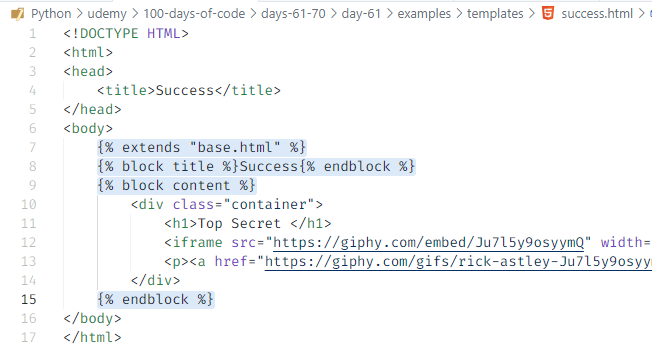 Python > udemy > 100-days-of-code > days-61-70 > day-61 > examples > templates > success.html >
1 <!DOCTYPE HTML>
2 <html>
3 <head>
4 <title>Success</title>
5 </head>
6 <body>
7 {% extends "base.html" %}
8 {% block title %}Success{% endblock %}
9 {% block content %}
10 <div class="container">
11 <h1>Top Secret </h1>
12 <iframe src="https://giphy.com/embed/Ju7l5y9osyymQ" width=
13 <p><a href="https://giphy.com/gifs/rick-astley-Ju7l5y9osyy
14 </div>
15 {% endblock %}
16 </body>
17 </html>